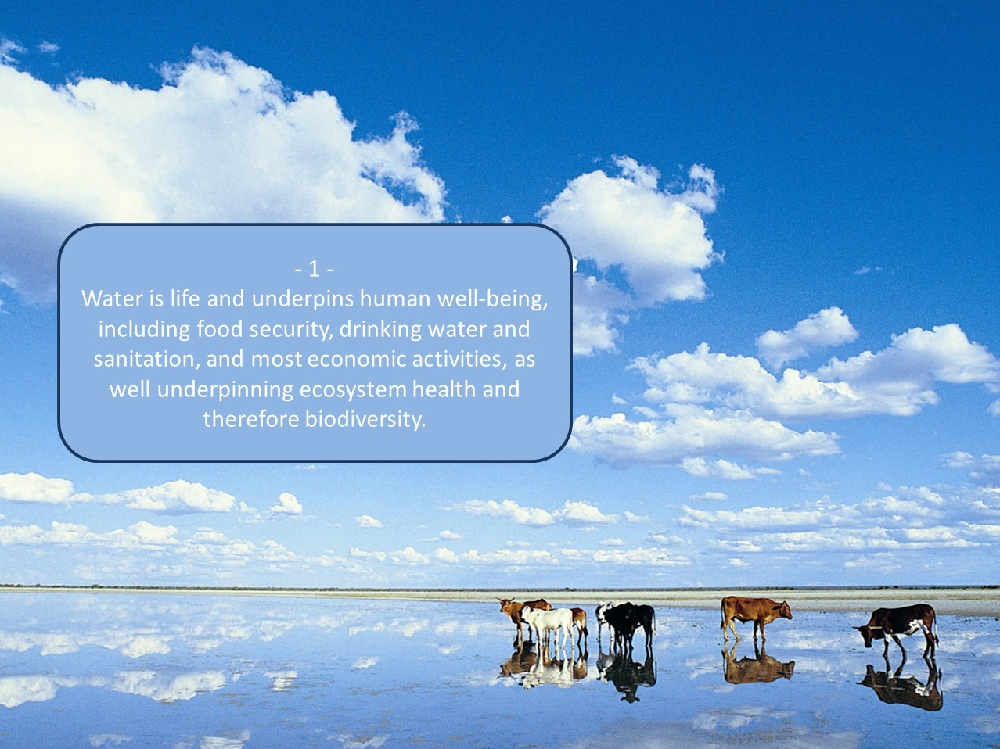 - 1 -
Water is life and underpins human well-being,
including food security, drinking water and
sanitation, and most economic activities, as
well underpinning ecosystem health and
therefore biodiversity.